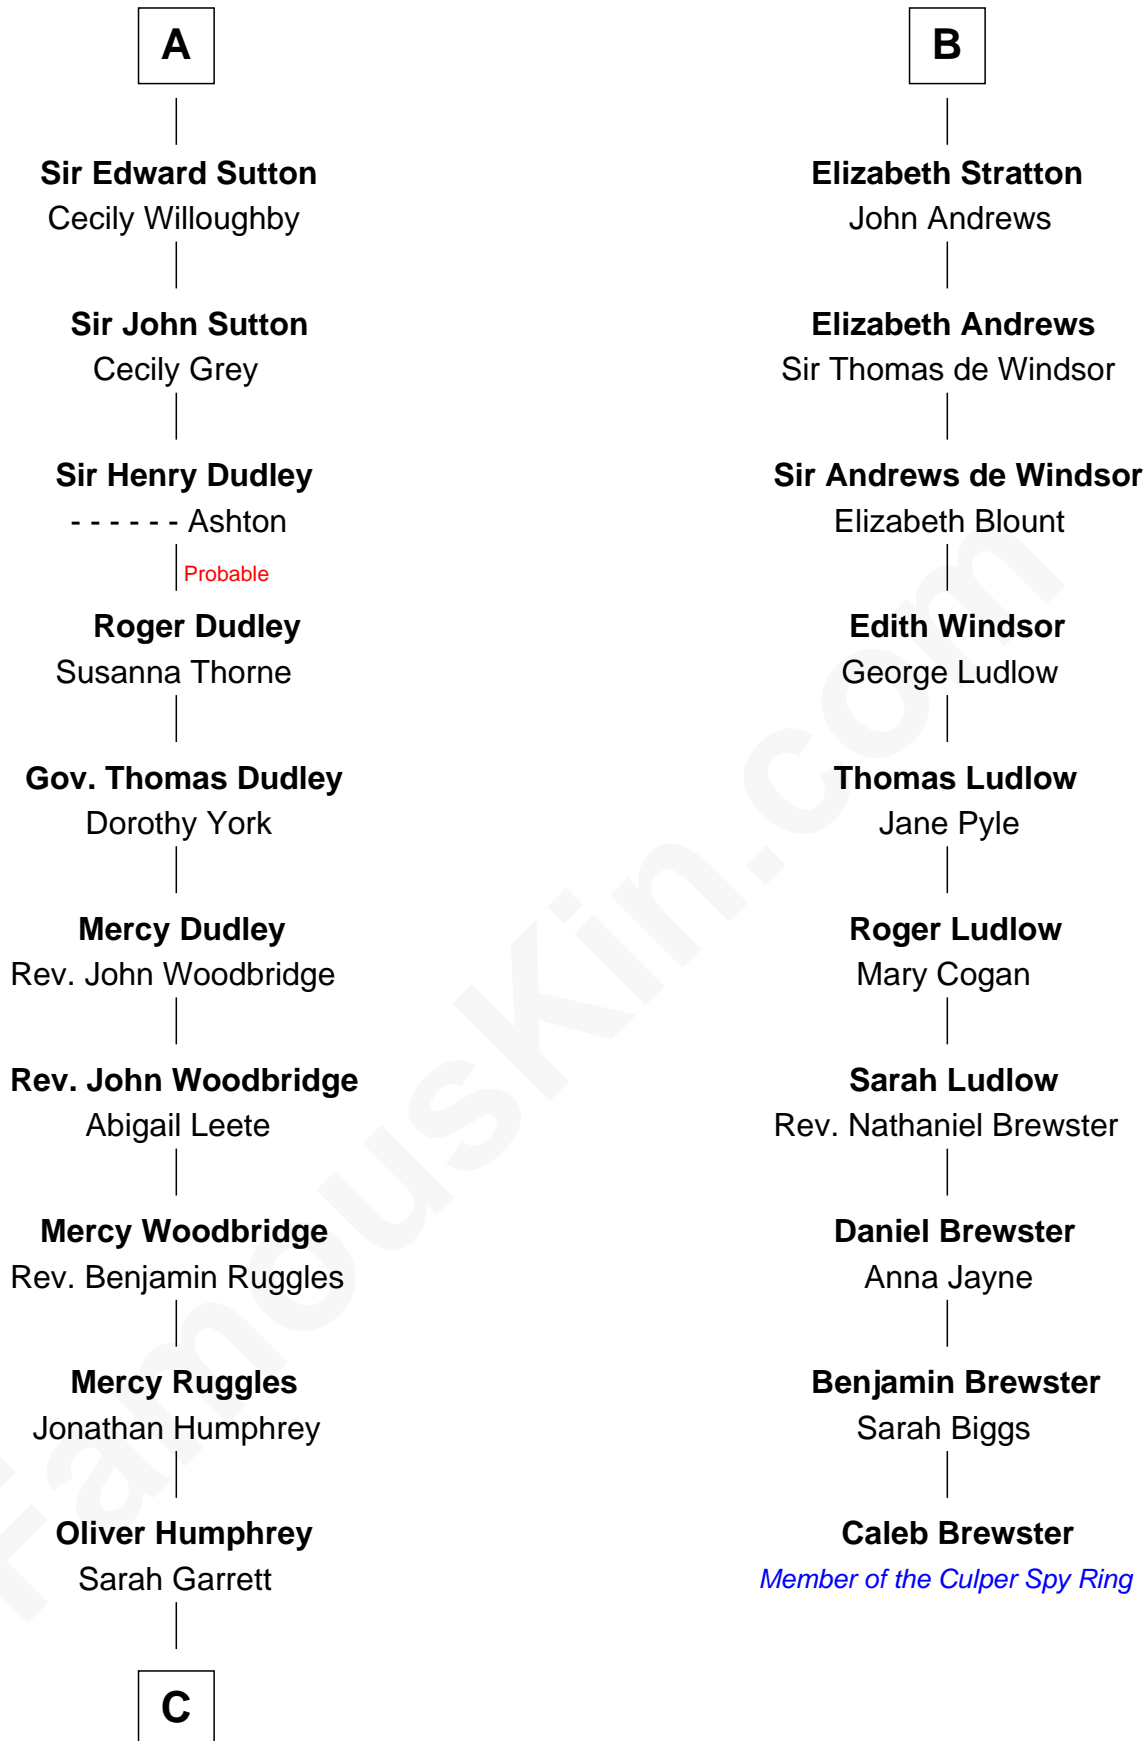 A
Sir Edward Sutton
Cecily Willoughby
Sir John Sutton
Cecily Grey
Sir Henry Dudley
- - - - - - Ashton
Probable
Roger Dudley
Susanna Thorne
Gov. Thomas Dudley
Dorothy York
Mercy Dudley
Rev. John Woodbridge
Rev. John Woodbridge
Abigail Leete
Mercy Woodbridge
Rev. Benjamin Ruggles
Mercy Ruggles
Jonathan Humphrey
Oliver Humphrey
Sarah Garrett
C
B
Elizabeth Stratton
John Andrews
Elizabeth Andrews
Sir Thomas de Windsor
Sir Andrews de Windsor
Elizabeth Blount
Edith Windsor
George Ludlow
Thomas Ludlow
Jane Pyle
Roger Ludlow
Mary Cogan
Sarah Ludlow
Rev. Nathaniel Brewster
Daniel Brewster
Anna Jayne
Benjamin Brewster
Sarah Biggs
Caleb Brewster
Member of the Culper Spy Ring
FamousKin.com